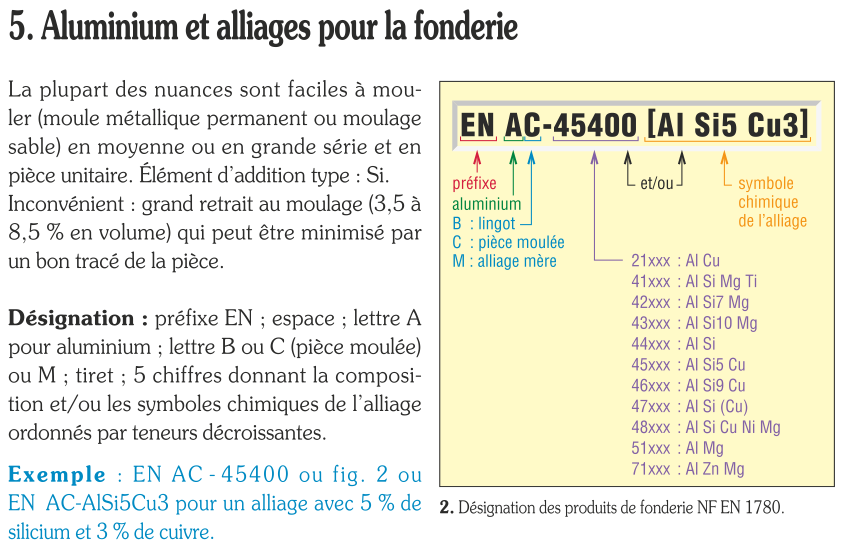 5. Aluminium et alliages pour la fonderie
La plupart des nuances sont faciles à mou-
ler (moule métallique permanent ou moulage
sable) en moyenne ou en grande série et en
pièce unitaire. Élément d'addition type : Si.
Inconvénient : grand retrait au moulage (3,5 à
8,5 % en volume) qui peut être minimisé par
un bon tracé de la pièce.
Désignation : préfixe EN ; espace ; lettre A
pour aluminium ; lettre B ou C (pièce moulée)
ou M ; tiret ; 5 chiffres donnant la composi-
tion et/ou les symboles chimiques de l'alliage
ordonnés par teneurs décroissantes.
Exemple : EN AC - 45400 ou fig. 2 ou
EN AC-AlSi5Cu3 pour un alliage avec 5 % de
silicium et 3 % de cuivre.
EN AC-45400 [Al Si5 Cu3]
préfixe
aluminium
B : lingot
C : pièce moulée
M : alliage mère
et/ou
symbole
chimique
de l'alliage
21xxx : Al Cu
41xxx : Al Si Mg Ti
42xxx : Al Si7 Mg
43xxx : Al Si10 Mg
44xxx : Al Si
45xxx : Al Si5 Cu
46xxx : Al Si9 Cu
47xxx : Al Si (Cu)
48xxx : Al Si Cu Ni Mg
51xxx : Al Mg
71xxx : Al Zn Mg
2. Désignation des produits de fonderie NF EN 1780.